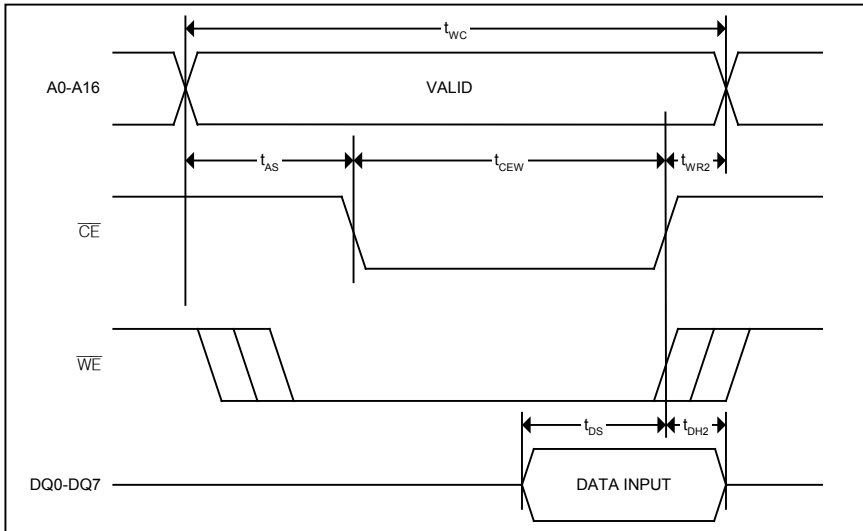 tWC
A0-A16
VALID
tAS
tCEW
tWR2
CE
WE
tDS
tDH2
DQ0-DQ7
DATA INPUT